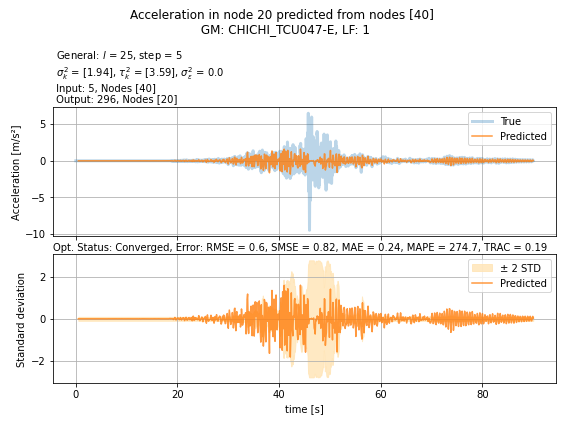 Acceleration in node 20 predicted from nodes [40]
GM: CHICHI_TCU047-E, LF: 1
General: l = 25, step = 5
σ²ₖ = [1.94], τ²ₖ = [3.59], σ²ε = 0.0
Input: 5, Nodes [40]
Output: 296, Nodes [20]
True
Predicted
Acceleration [m/s²]
5
0
−5
−10
Opt. Status: Converged, Error: RMSE = 0.6, SMSE = 0.82, MAE = 0.24, MAPE = 274.7, TRAC = 0.19
± 2 STD
Predicted
Standard deviation
2
0
−2
0 20 40 60 80
time [s]